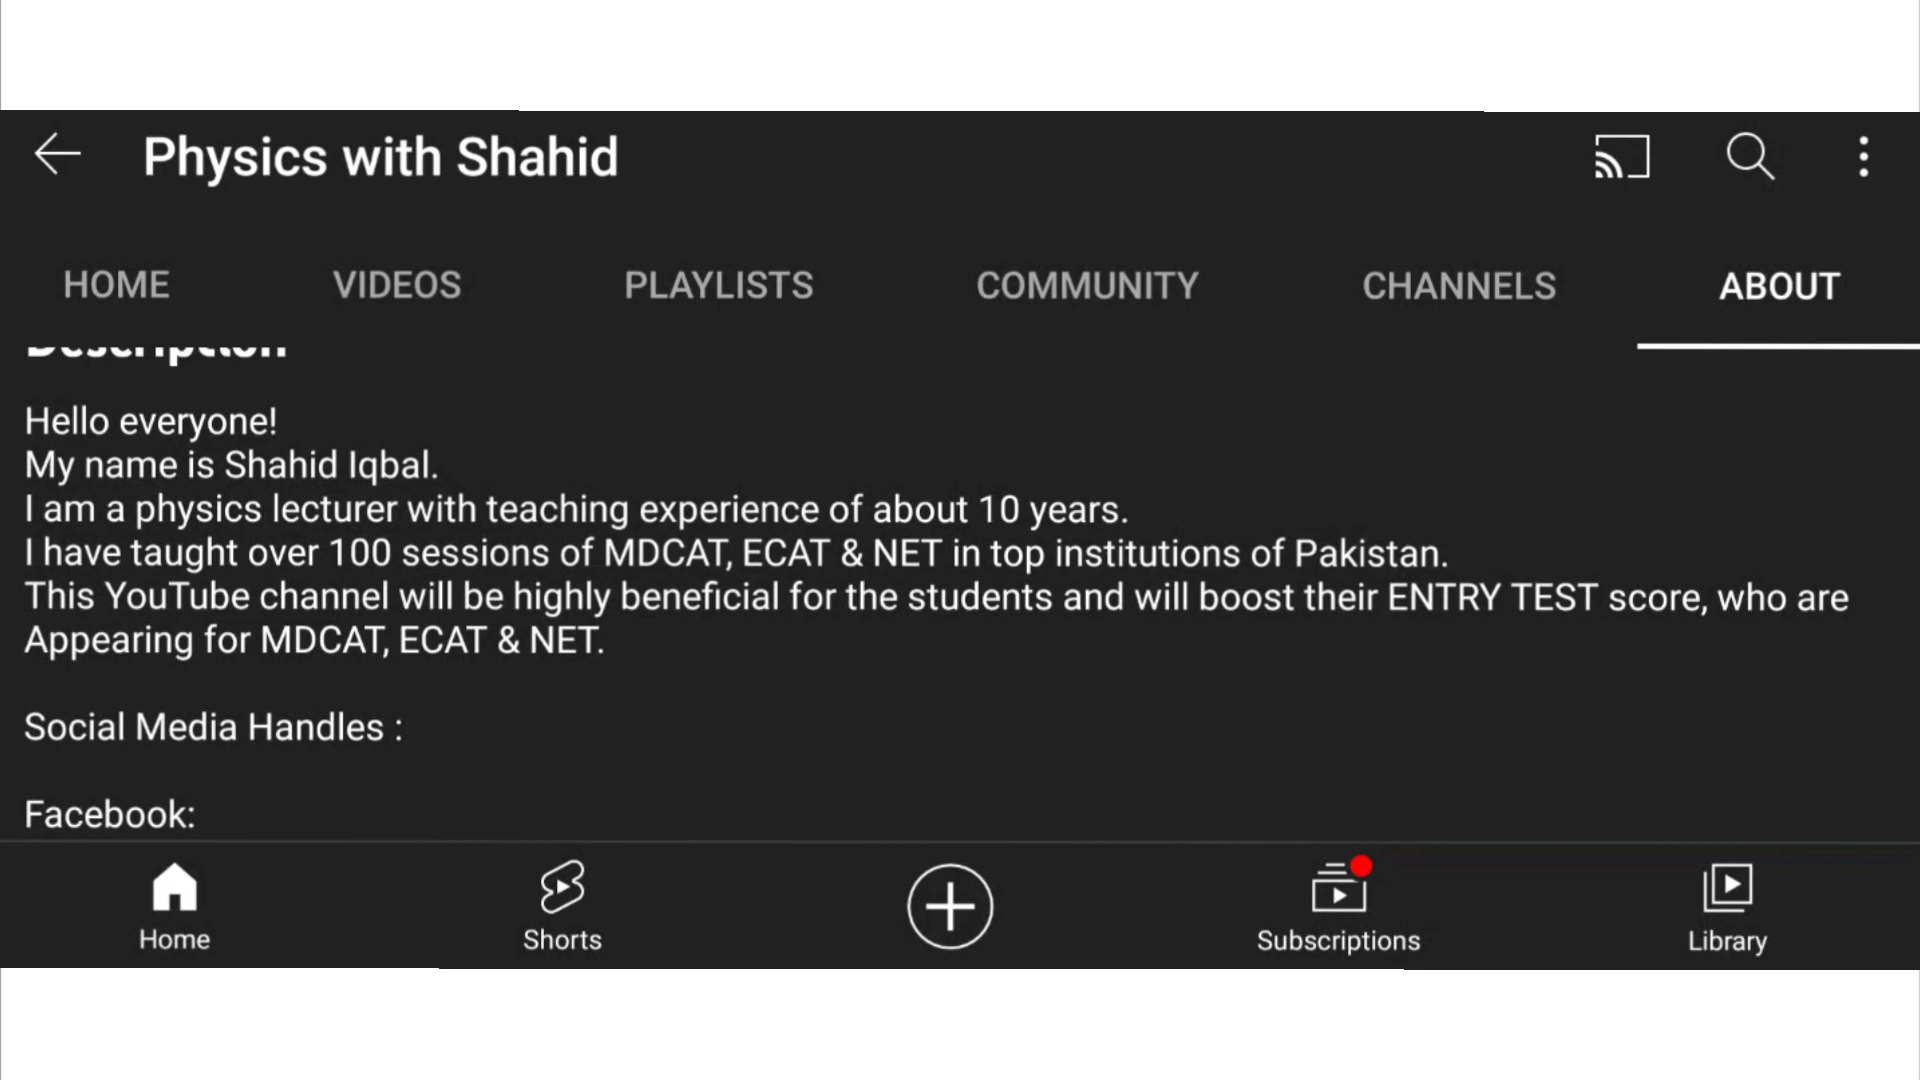 Physics with Shahid
HOME VIDEOS PLAYLISTS COMMUNITY CHANNELS ABOUT
Description
Hello everyone!
My name is Shahid Iqbal.
I am a physics lecturer with teaching experience of about 10 years.
I have taught over 100 sessions of MDCAT, ECAT & NET in top institutions of Pakistan.
This YouTube channel will be highly beneficial for the students and will boost their ENTRY TEST score, who are
Appearing for MDCAT, ECAT & NET.
Social Media Handles :
Facebook:
Home Shorts Subscriptions Library